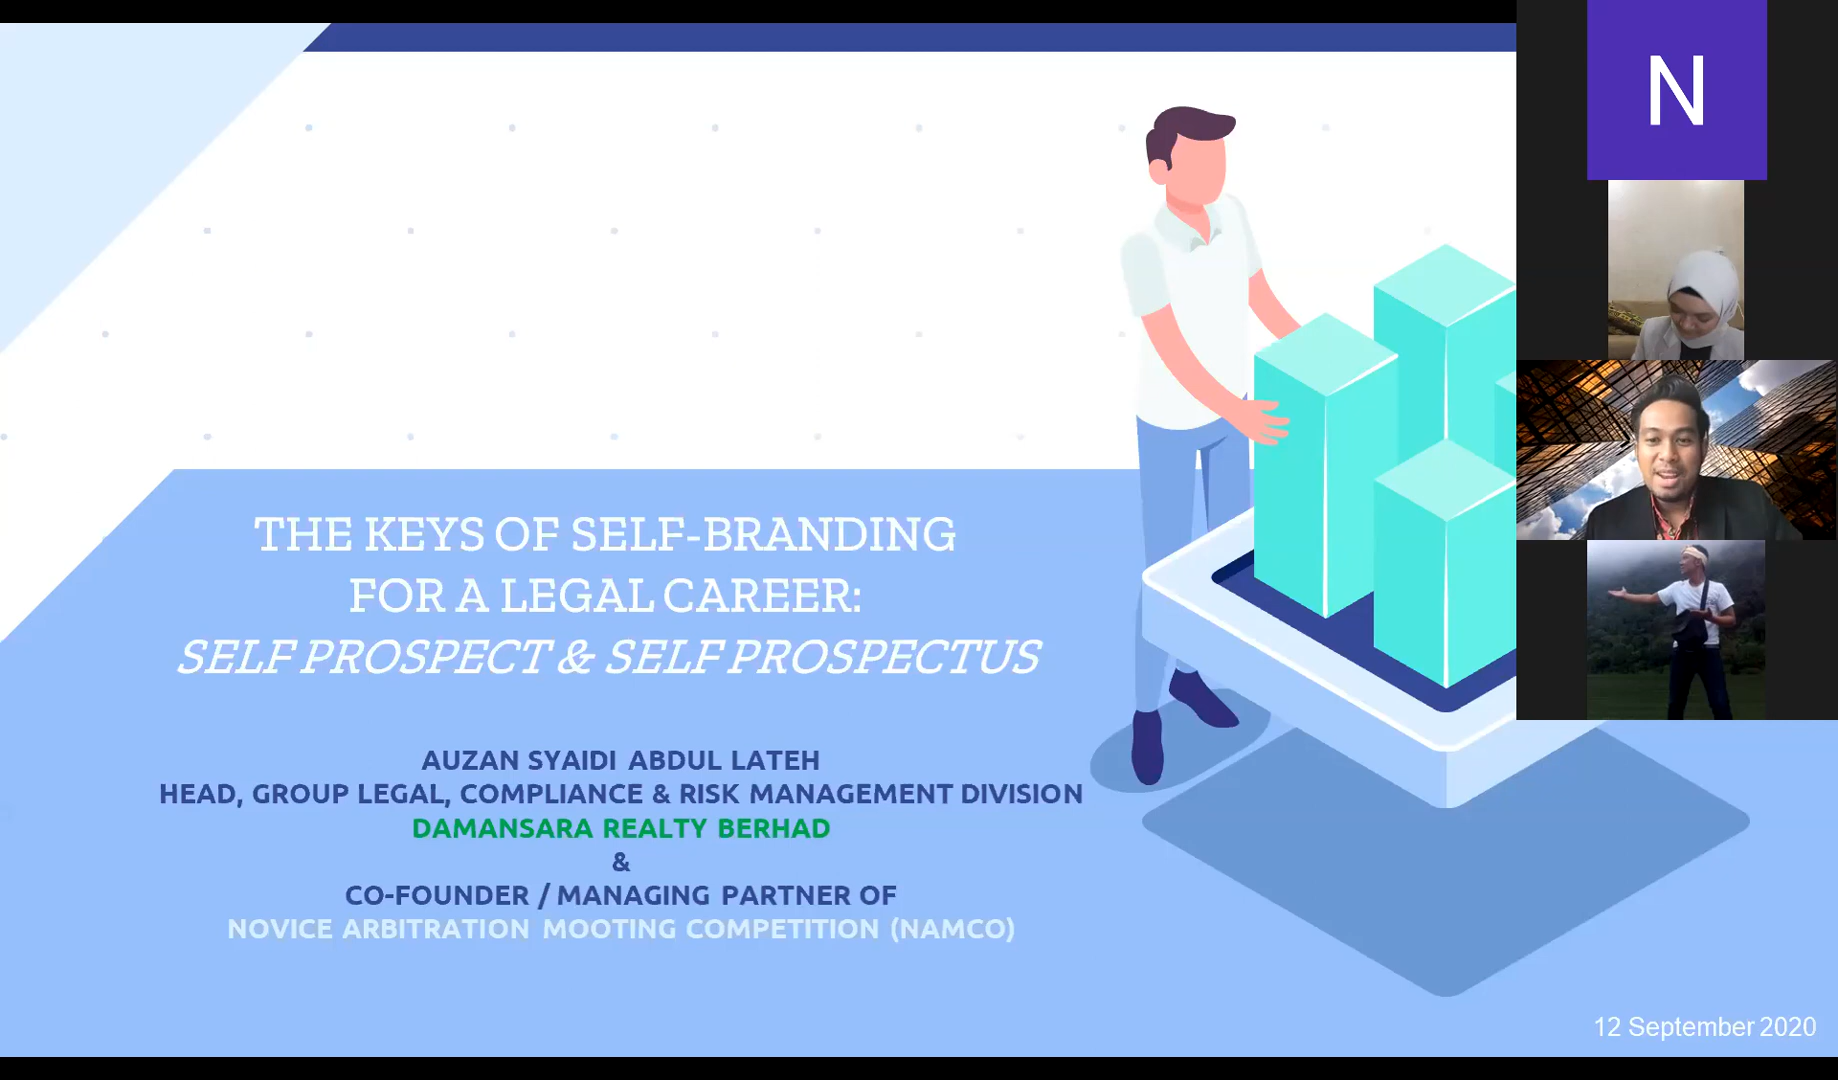 THE KEYS OF SELF-BRANDING
FOR A LEGAL CAREER:
SELF PROSPECT & SELF PROSPECTUS
AUZAN SYAIDI ABDUL LATEH
HEAD, GROUP LEGAL, COMPLIANCE & RISK MANAGEMENT DIVISION
DAMANSARA REALTY BERHAD
&
CO-FOUNDER / MANAGING PARTNER OF
NOVICE ARBITRATION MOOTING COMPETITION (NAMCO)
12 September 2020
N